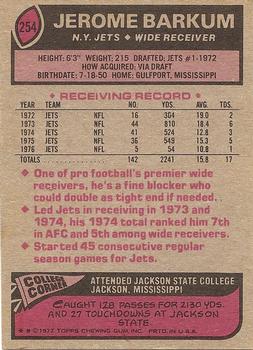 254
JEROME BARKUM
N.Y. JETS ♦ WIDE RECEIVER
HEIGHT: 6'3" WEIGHT: 215 DRAFTED: JETS #1-1972
HOW ACQUIRED: VIA DRAFT
BIRTHDATE: 7-18-50 HOME: GULFPORT, MISSISSIPPI
RECEIVING RECORD
YEAR TEAM LEA. NO. YDS. AVG. TDS.
1972 JETS NFL 16 304 19.0 2
1973 JETS NFL 44 810 18.4 6
1974 JETS NFL 41 524 12.8 3
1975 JETS NFL 36 549 15.3 5
1976 JETS NFL 5 54 10.8 1
TOTAL 142 2241 15.8 17
♦ One of pro football's premier wide
receivers, he's a fine blocker who could
double as tight end if needed.
♦ Led Jets in receiving in 1973 and
1974, his 1974 total ranked him 7th
in AFC and 5th among wide receivers.
♦ Started 45 consecutive regular
season games for Jets.
COLLEGE CORNER
ATTENDED JACKSON STATE COLLEGE
JACKSON, MISSISSIPPI
CAUGHT 128 PASSES FOR 2130 YDS.
AND 27 TOUCHDOWNS AT JACKSON
STATE
© 1977 TOPPS CHEWING GUM, INC. PRTD. IN U.S.A.